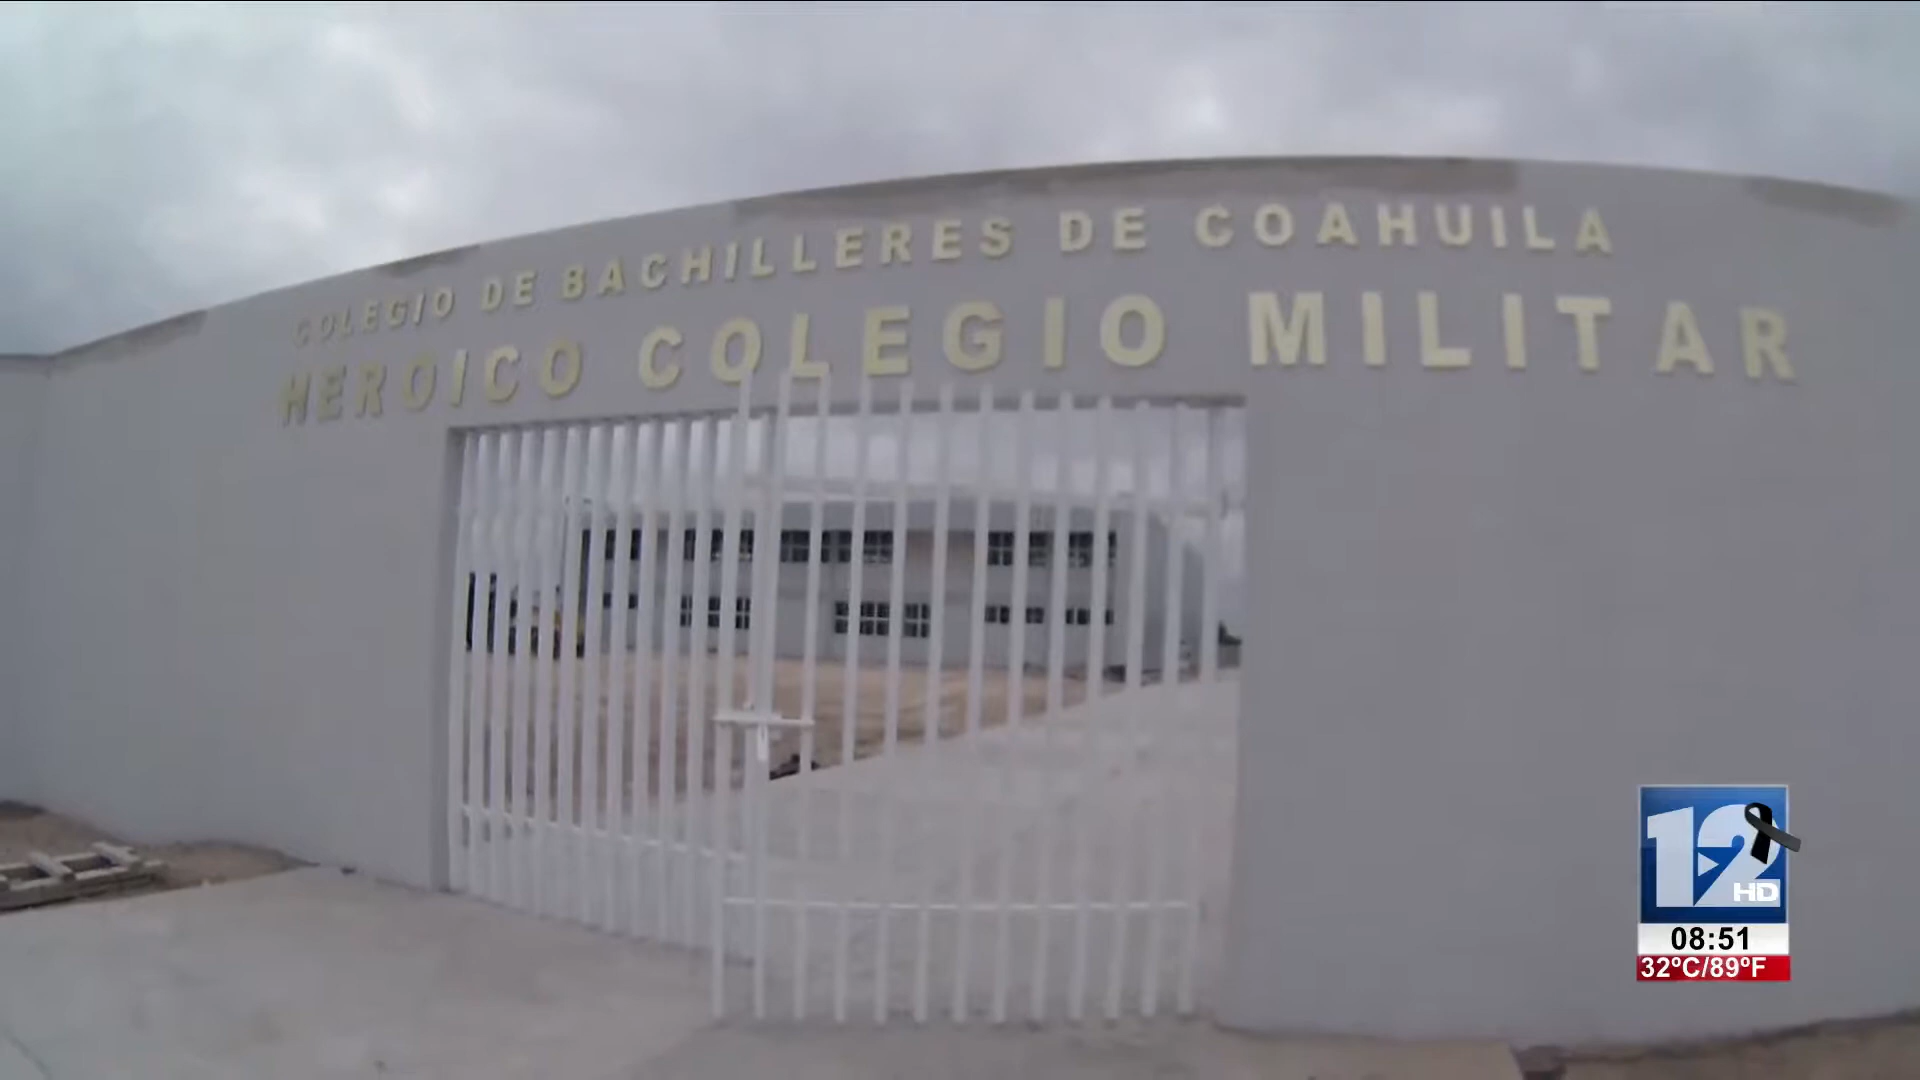 COLEGIO DE BACHILLERES DE COAHUILA
HEROICO COLEGIO MILITAR
12
HD
08:51
32ºC/89ºF